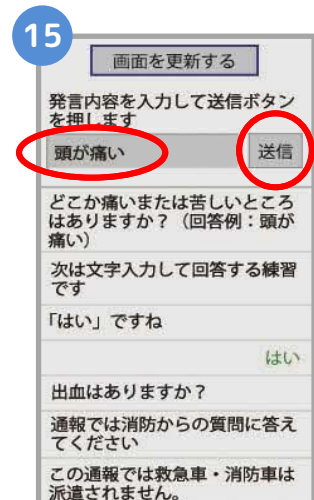 15
画面を更新する
発言内容を入力して送信ボタン
を押します
頭が痛い
送信
どこか痛いまたは苦しいところ
はありますか？（回答例：頭が
痛い）
次は文字入力して回答する練習
です
「はい」ですね
はい
出血はありますか？
通報では消防からの質問に答え
てください
この通報では救急車・消防車は
派遣されません。